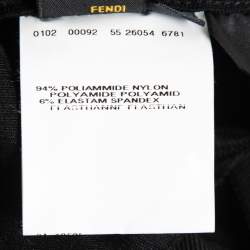 FENDI
0102 00092 55 26054 6781
94% POLIAMMIDE NYLON
POLYAMIDE POLYAMID
6% ELASTAM SPANDEX
ELASTHANNE ELASTHAN